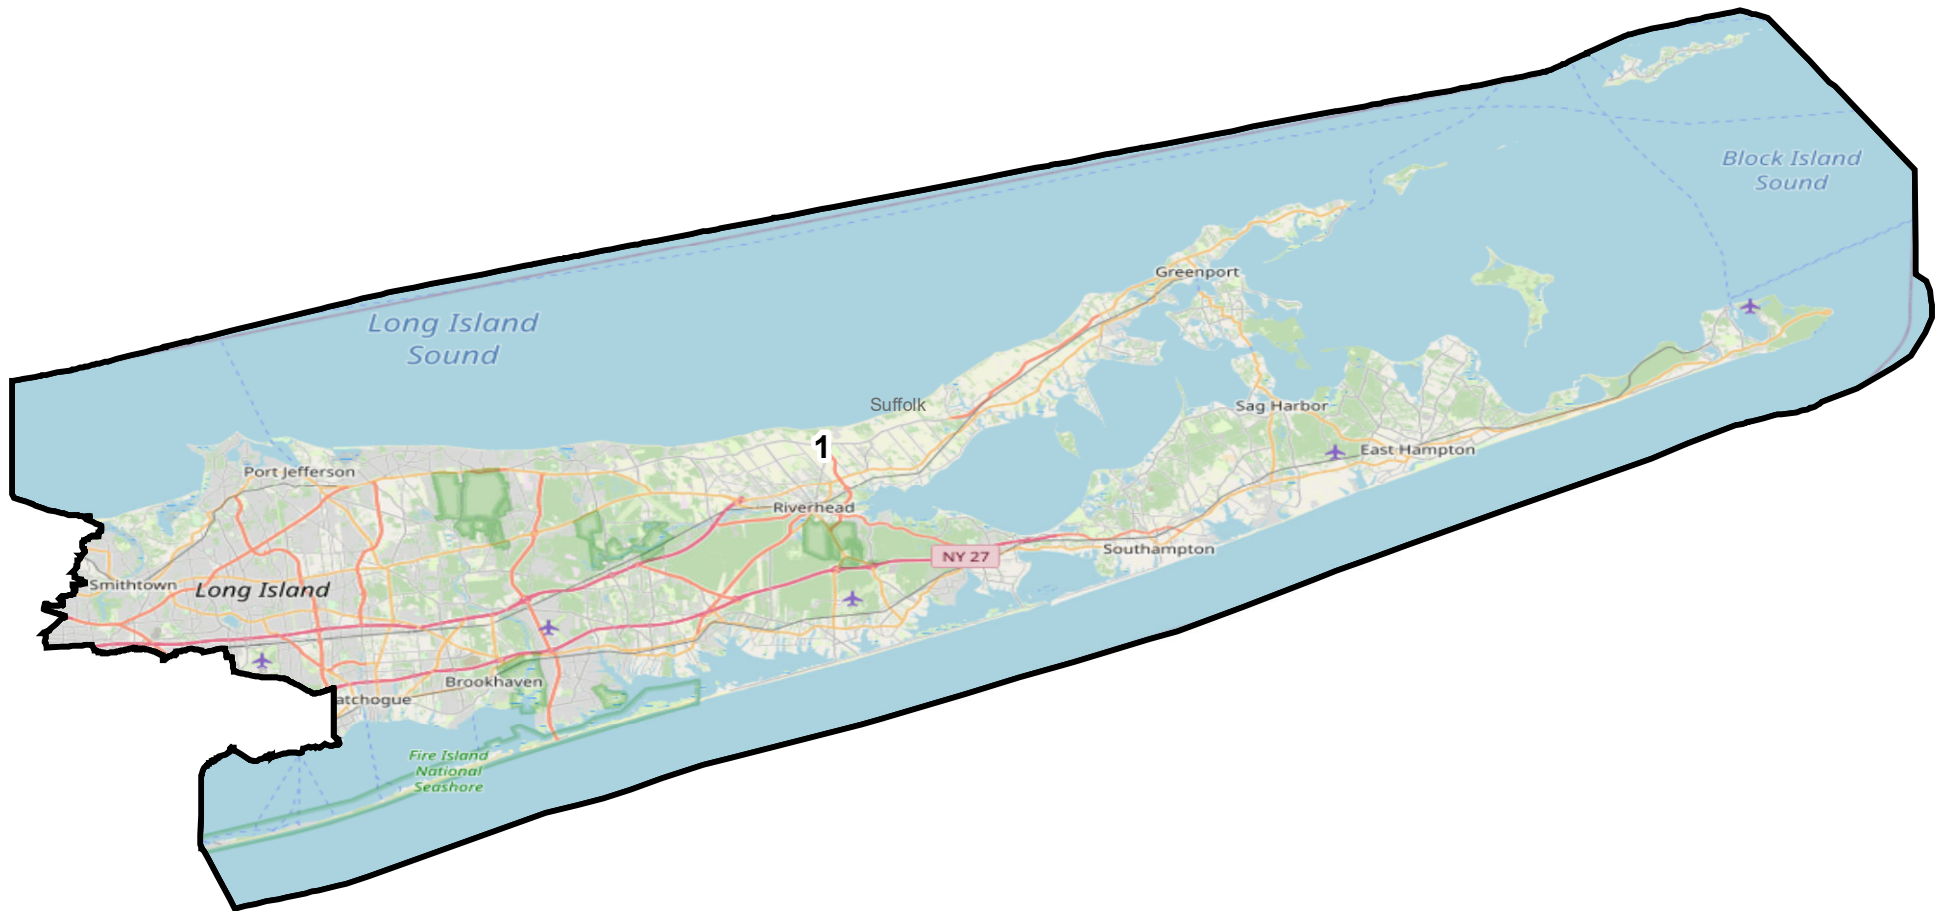 Block Island
Sound
Greenport
Long Island
Sound
Suffolk
Sag Harbor
1
East Hampton
Port Jefferson
Riverhead
Southampton
NY 27
Smithtown
Long Island
Brookhaven
atchogue
Fire Island
National
Seashore